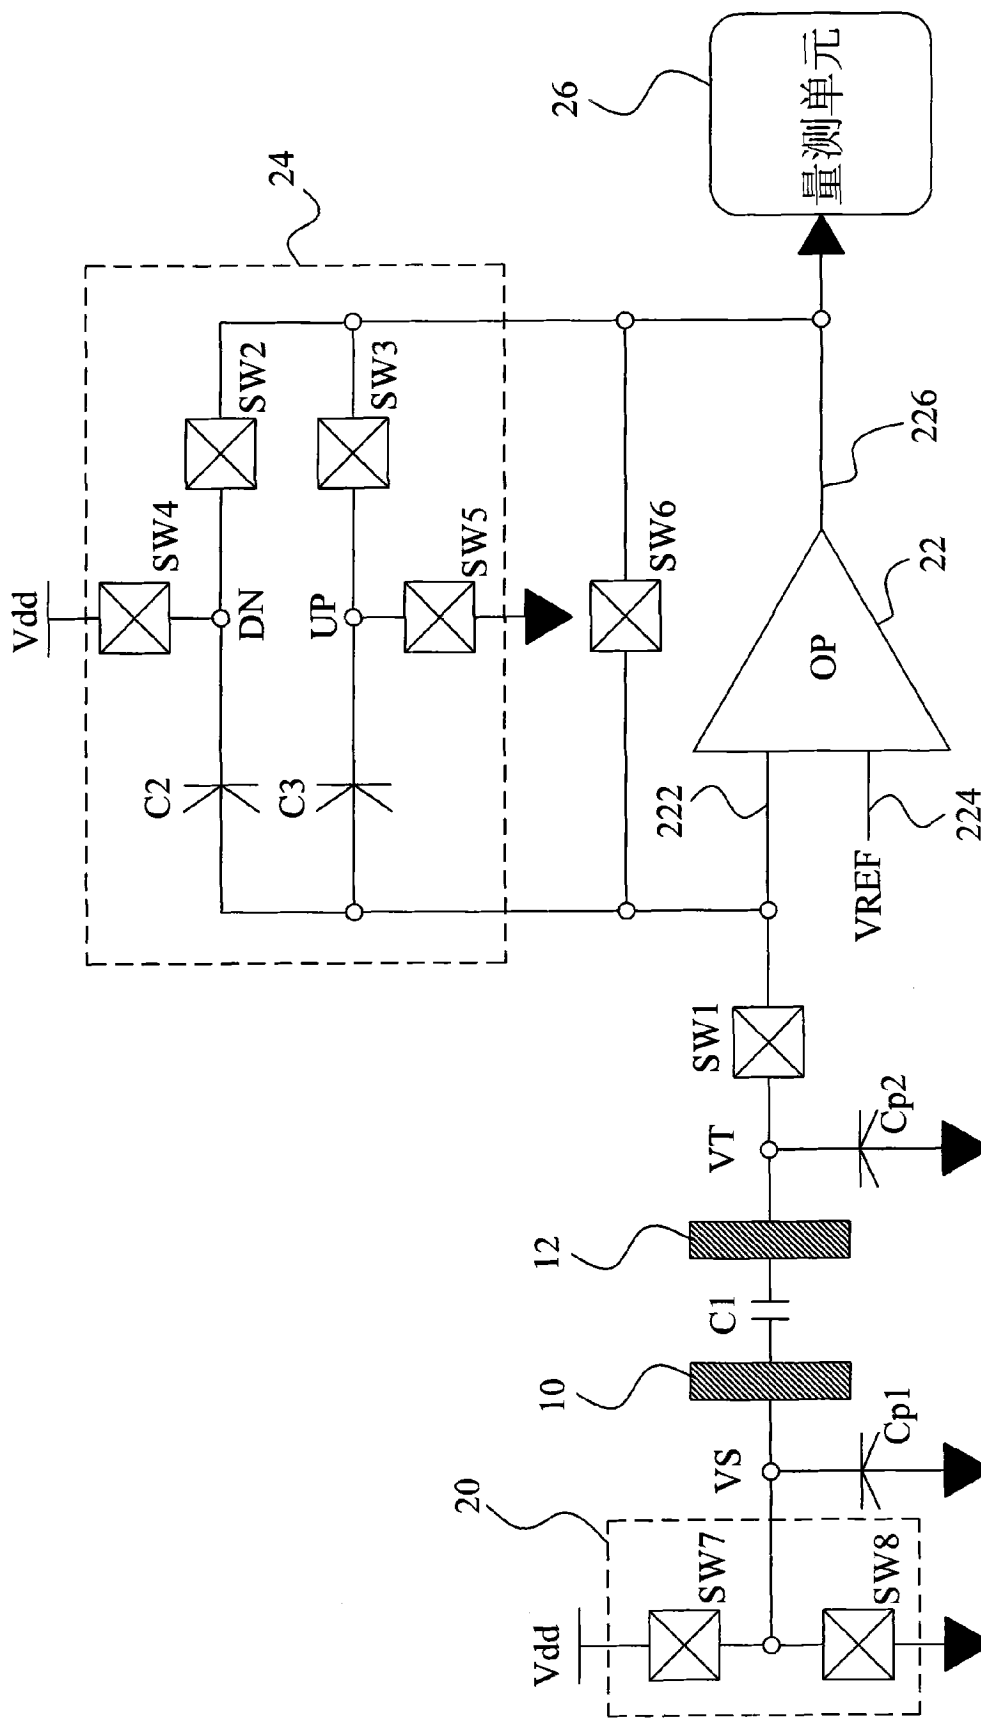 Vdd
20
SW7
SW8
VS
Cp1
10
C1
12
VT
Cp2
SW1
24
Vdd
SW4
C2
DN
SW2
C3
UP
SW3
SW5
SW6
222
VREF
224
OP
22
226
26
量测单元